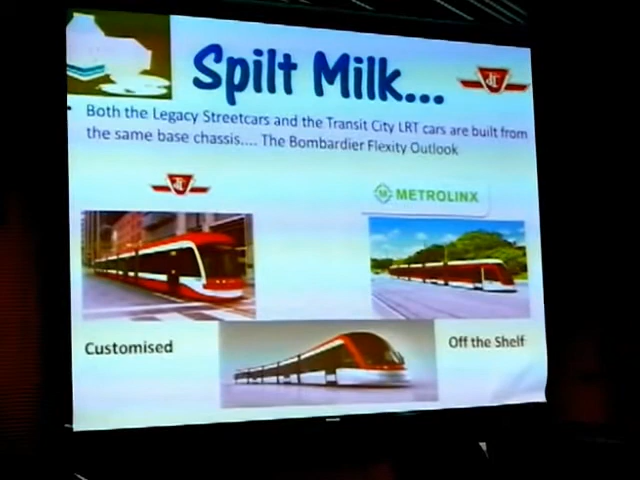 Spilt Milk...
Both the Legacy Streetcars and the Transit City LRT cars are built from
the same base chassis.... The Bombardier Flexity Outlook
METROLINX
Customised
Off the Shelf